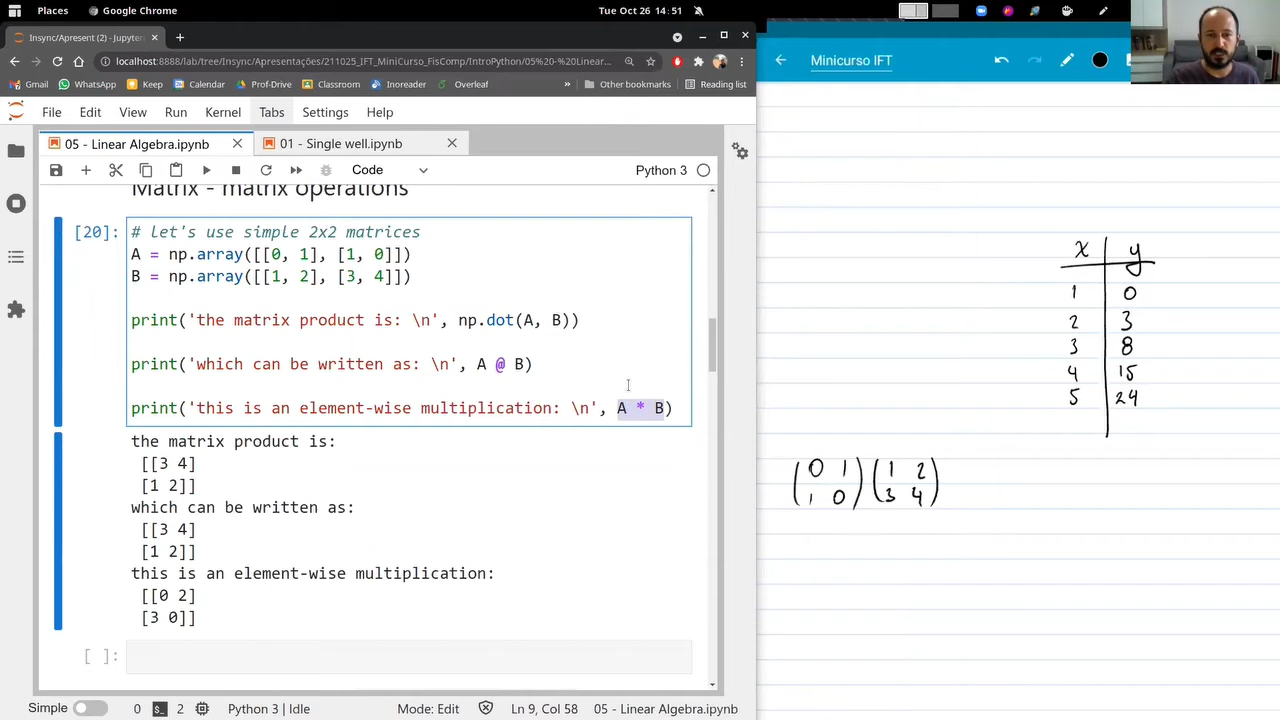 Places
Google Chrome
Tue Oct 26 14:51
Insync/Apresent (2) - Jupyter
localhost:8888/lab/tree/Insync/Apresentações/211025_IFT_MiniCurso_FisComp/IntroPython/05%20-%20Linear...
Gmail WhatsApp Keep Calendar Prof-Drive Classroom Inoreader Overleaf » Other bookmarks Reading list
File Edit View Run Kernel Tabs Settings Help
05 - Linear Algebra.ipynb
01 - Single well.ipynb
Code
Python 3
Matrix - matrix operations
[20]:
# let's use simple 2x2 matrices
A = np.array([[0, 1], [1, 0]])
B = np.array([[1, 2], [3, 4]])
print('the matrix product is: \n', np.dot(A, B))
print('which can be written as: \n', A @ B)
print('this is an element-wise multiplication: \n', A * B)
the matrix product is:
[[3 4]
[1 2]]
which can be written as:
[[3 4]
[1 2]]
this is an element-wise multiplication:
[[0 2]
[3 0]]
[ ]:
Simple 0 2 Python 3 | Idle Mode: Edit Ln 9, Col 58 05 - Linear Algebra.ipynb
Minicurso IFT
x y
1 0
2 3
3 8
4 15
5 24
(0 1) (1 2)
(1 0) (3 4)